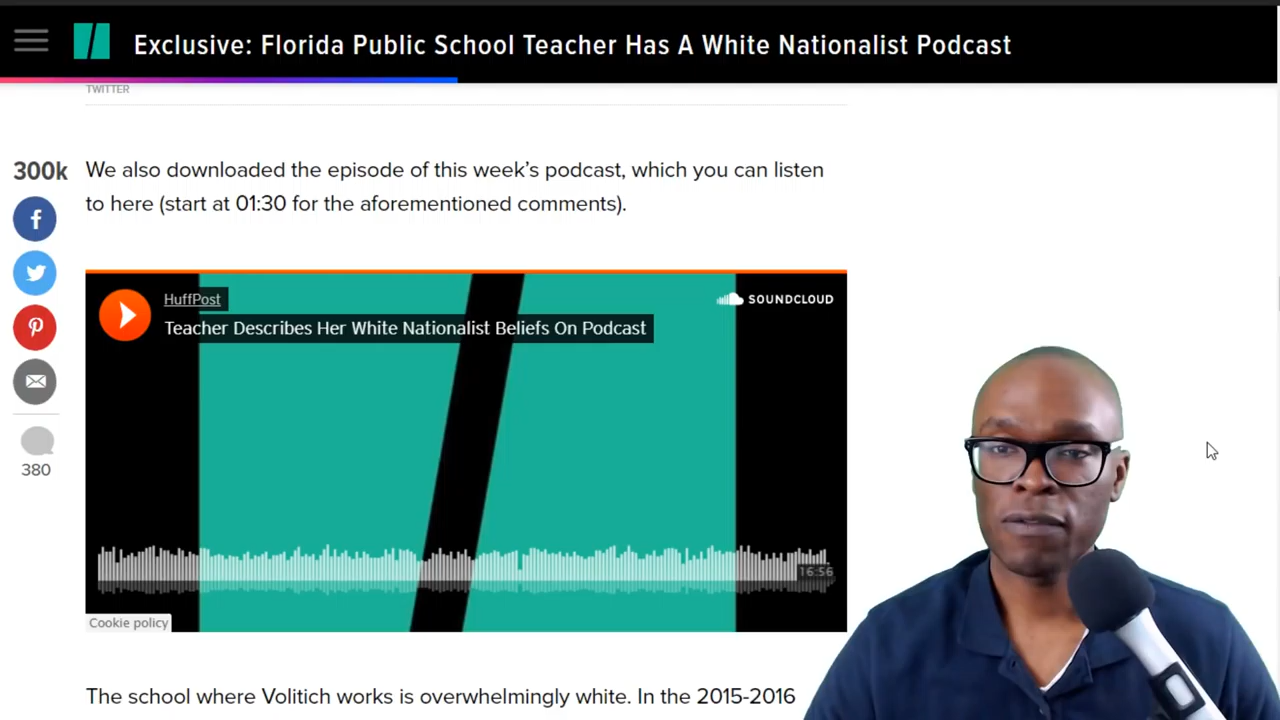 Exclusive: Florida Public School Teacher Has A White Nationalist Podcast
TWITTER
300k
We also downloaded the episode of this week’s podcast, which you can listen
to here (start at 01:30 for the aforementioned comments).
HuffPost
SOUNDCLOUD
Teacher Describes Her White Nationalist Beliefs On Podcast
380
16:56
Cookie policy
The school where Volitich works is overwhelmingly white. In the 2015-2016